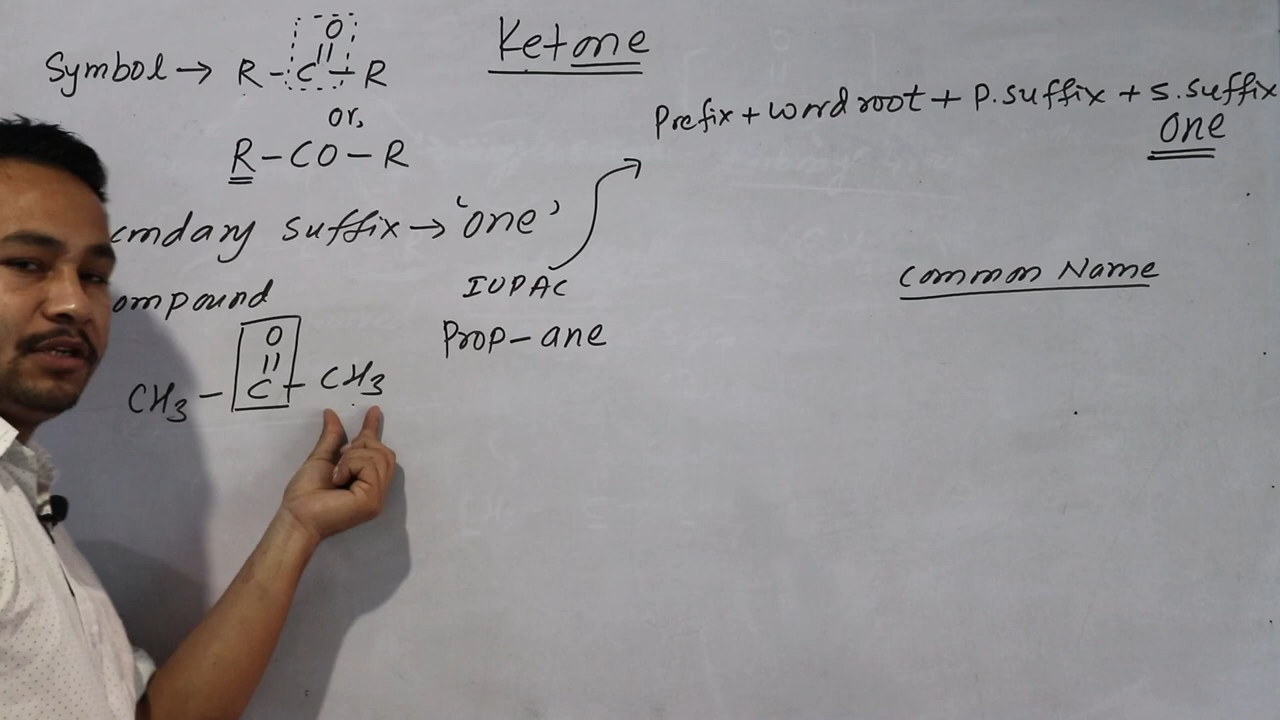 Ketone
Symbol → R-C-R
O
or,
R-CO-R
Prefix + word root + P. suffix + S. suffix
one
condary suffix → 'one'
ompound
IUPAC
Common Name
O
CH3-C-CH3
Prop-ane